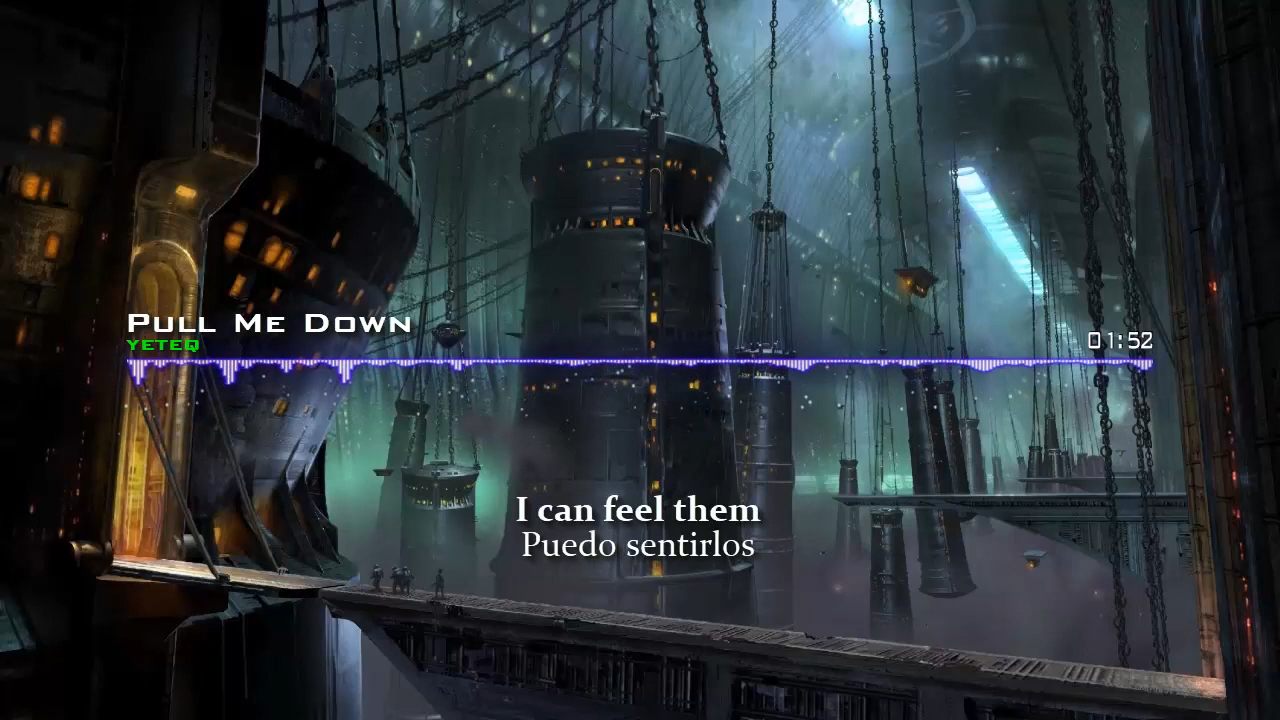 Pull Me Down
YETEQ
01:52
I can feel them
Puedo sentirlos